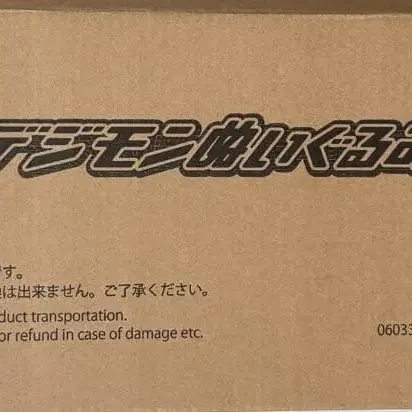 デジモンぬいぐるみ
です。
は出来ません。ご了承ください。
duct transportation.
or refund in case of damage etc.
06033